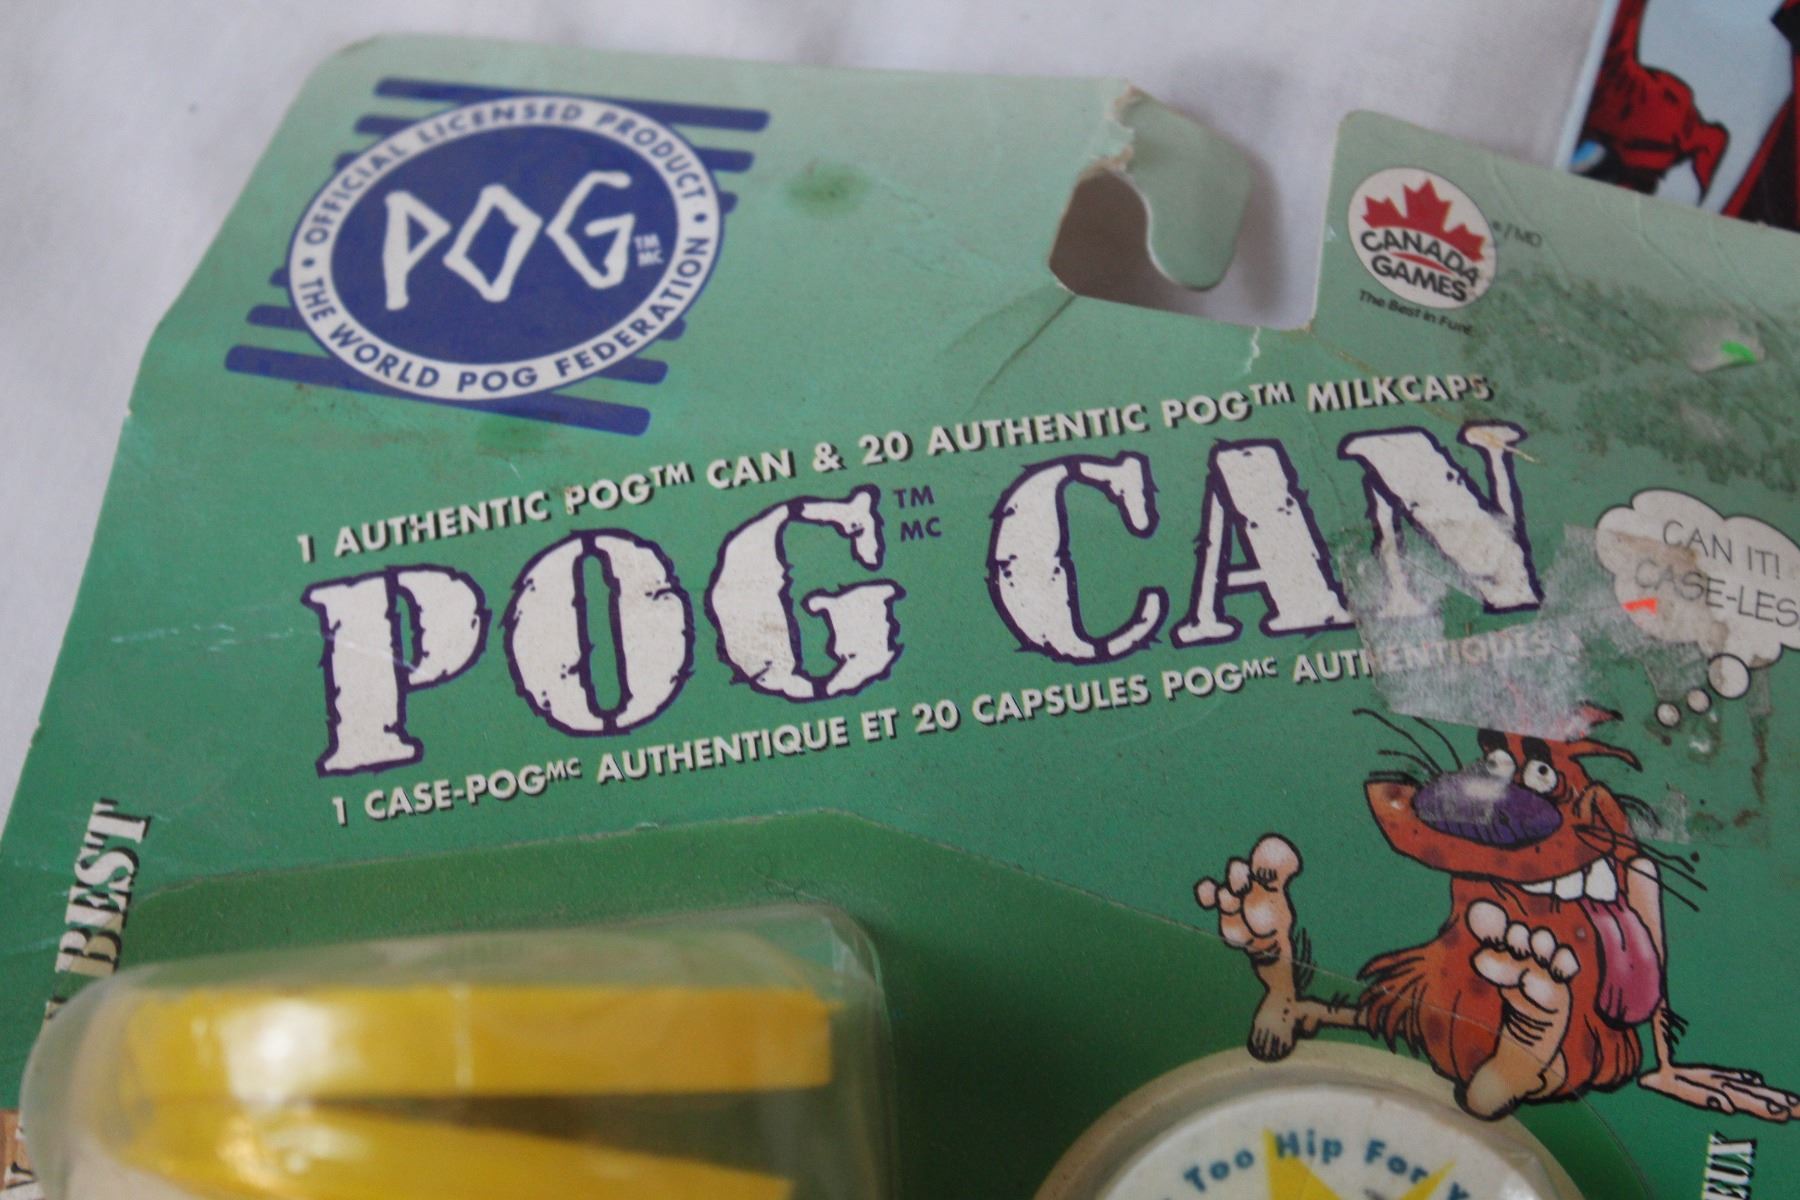 • OFFICIAL LICENSED PRODUCT •
POG TM
MC
THE WORLD POG FEDERATION
CANADA
GAMES
®/MD
The Best in Fun!
1 AUTHENTIC POG™ CAN & 20 AUTHENTIC POG™ MILKCAPS
POG CAN
TM
MC
1 CASE-POGMC AUTHENTIQUE ET 20 CAPSULES POGMC AUTHENTIQUES
CAN IT!
CASE-LES
BEST
Too Hip For